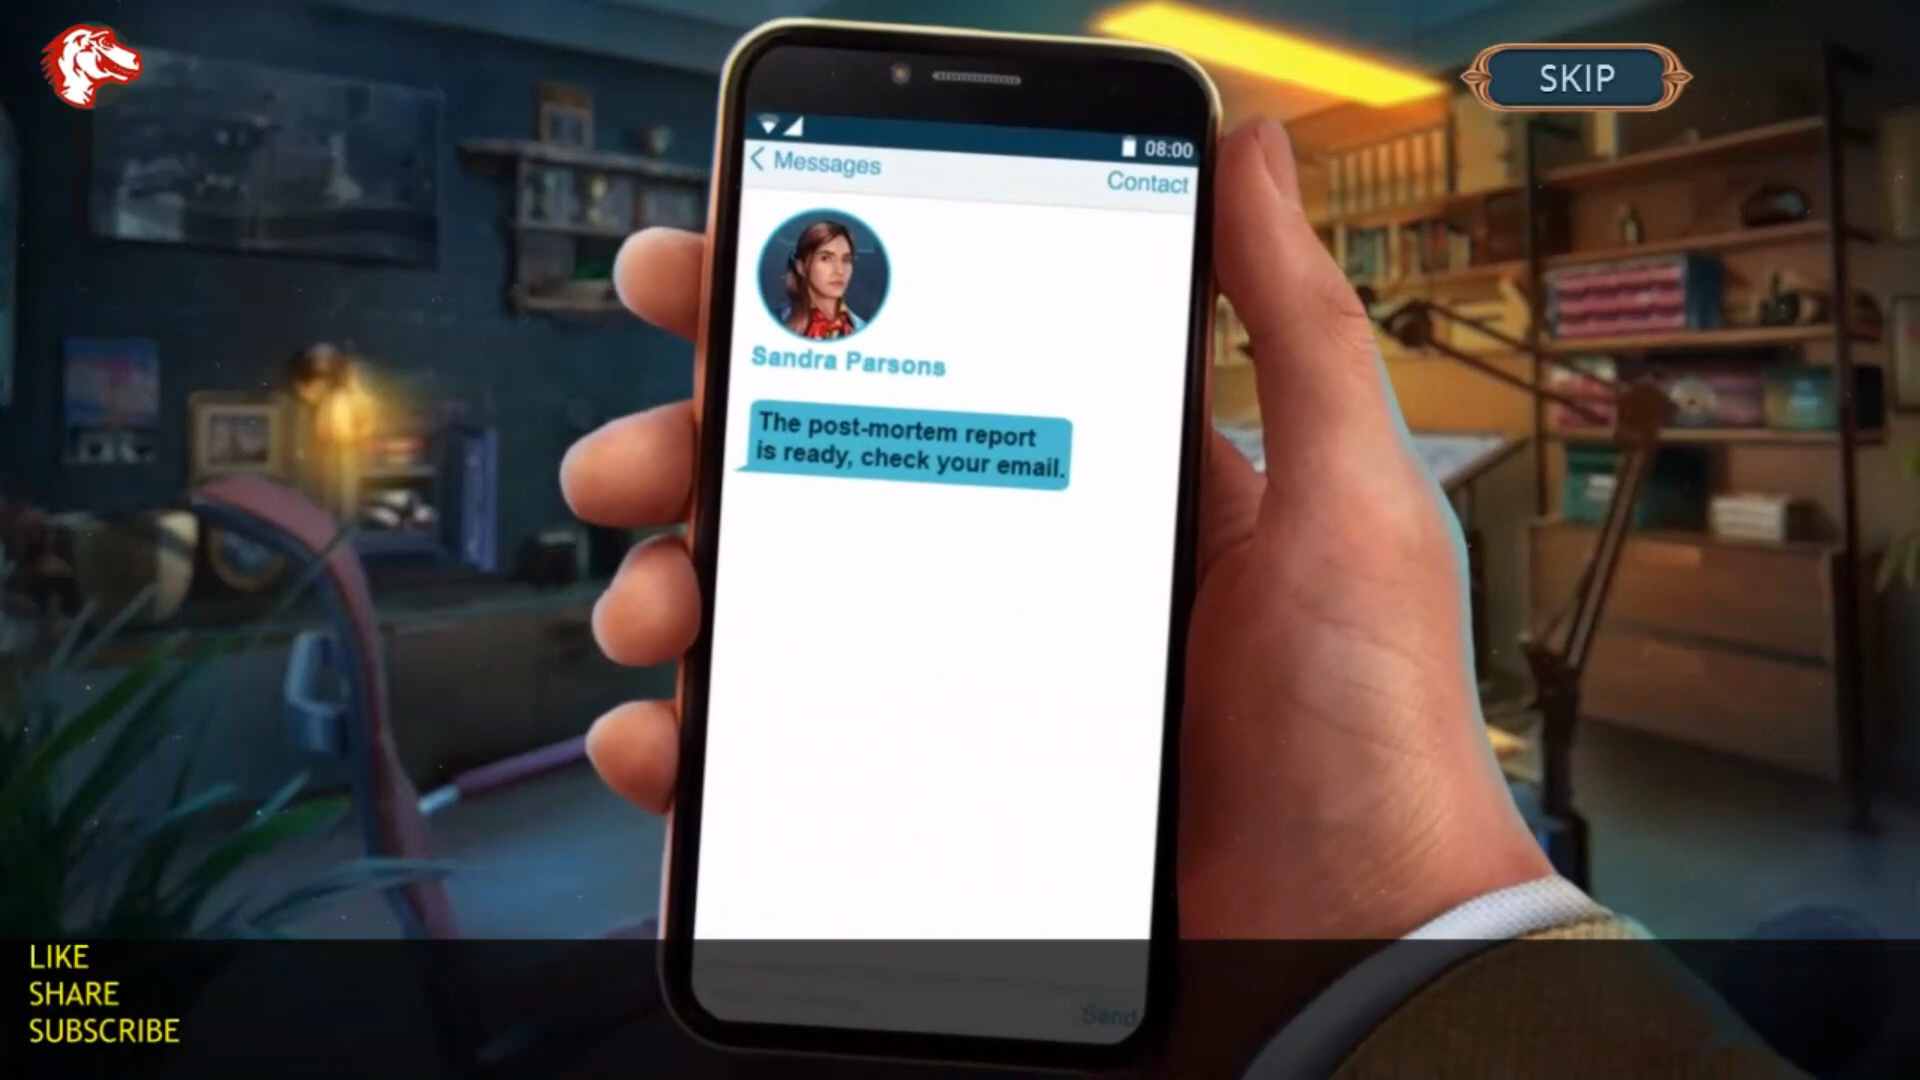 SKIP
08:00
Messages
Contact
Sandra Parsons
The post-mortem report
is ready, check your email.
Send
LIKE
SHARE
SUBSCRIBE